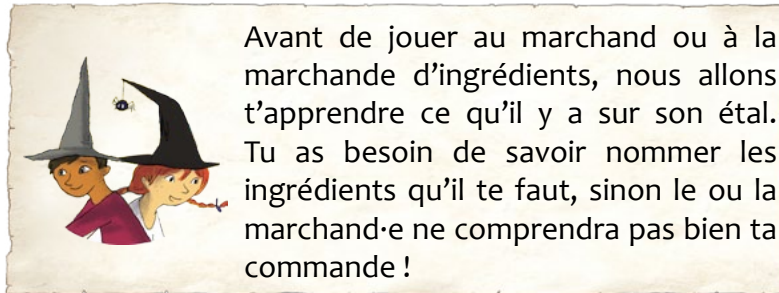 Avant de jouer au marchand ou à la
marchande d’ingrédients, nous allons
t’apprendre ce qu’il y a sur son étal.
Tu as besoin de savoir nommer les
ingrédients qu’il te faut, sinon le ou la
marchand·e ne comprendra pas bien ta
commande !